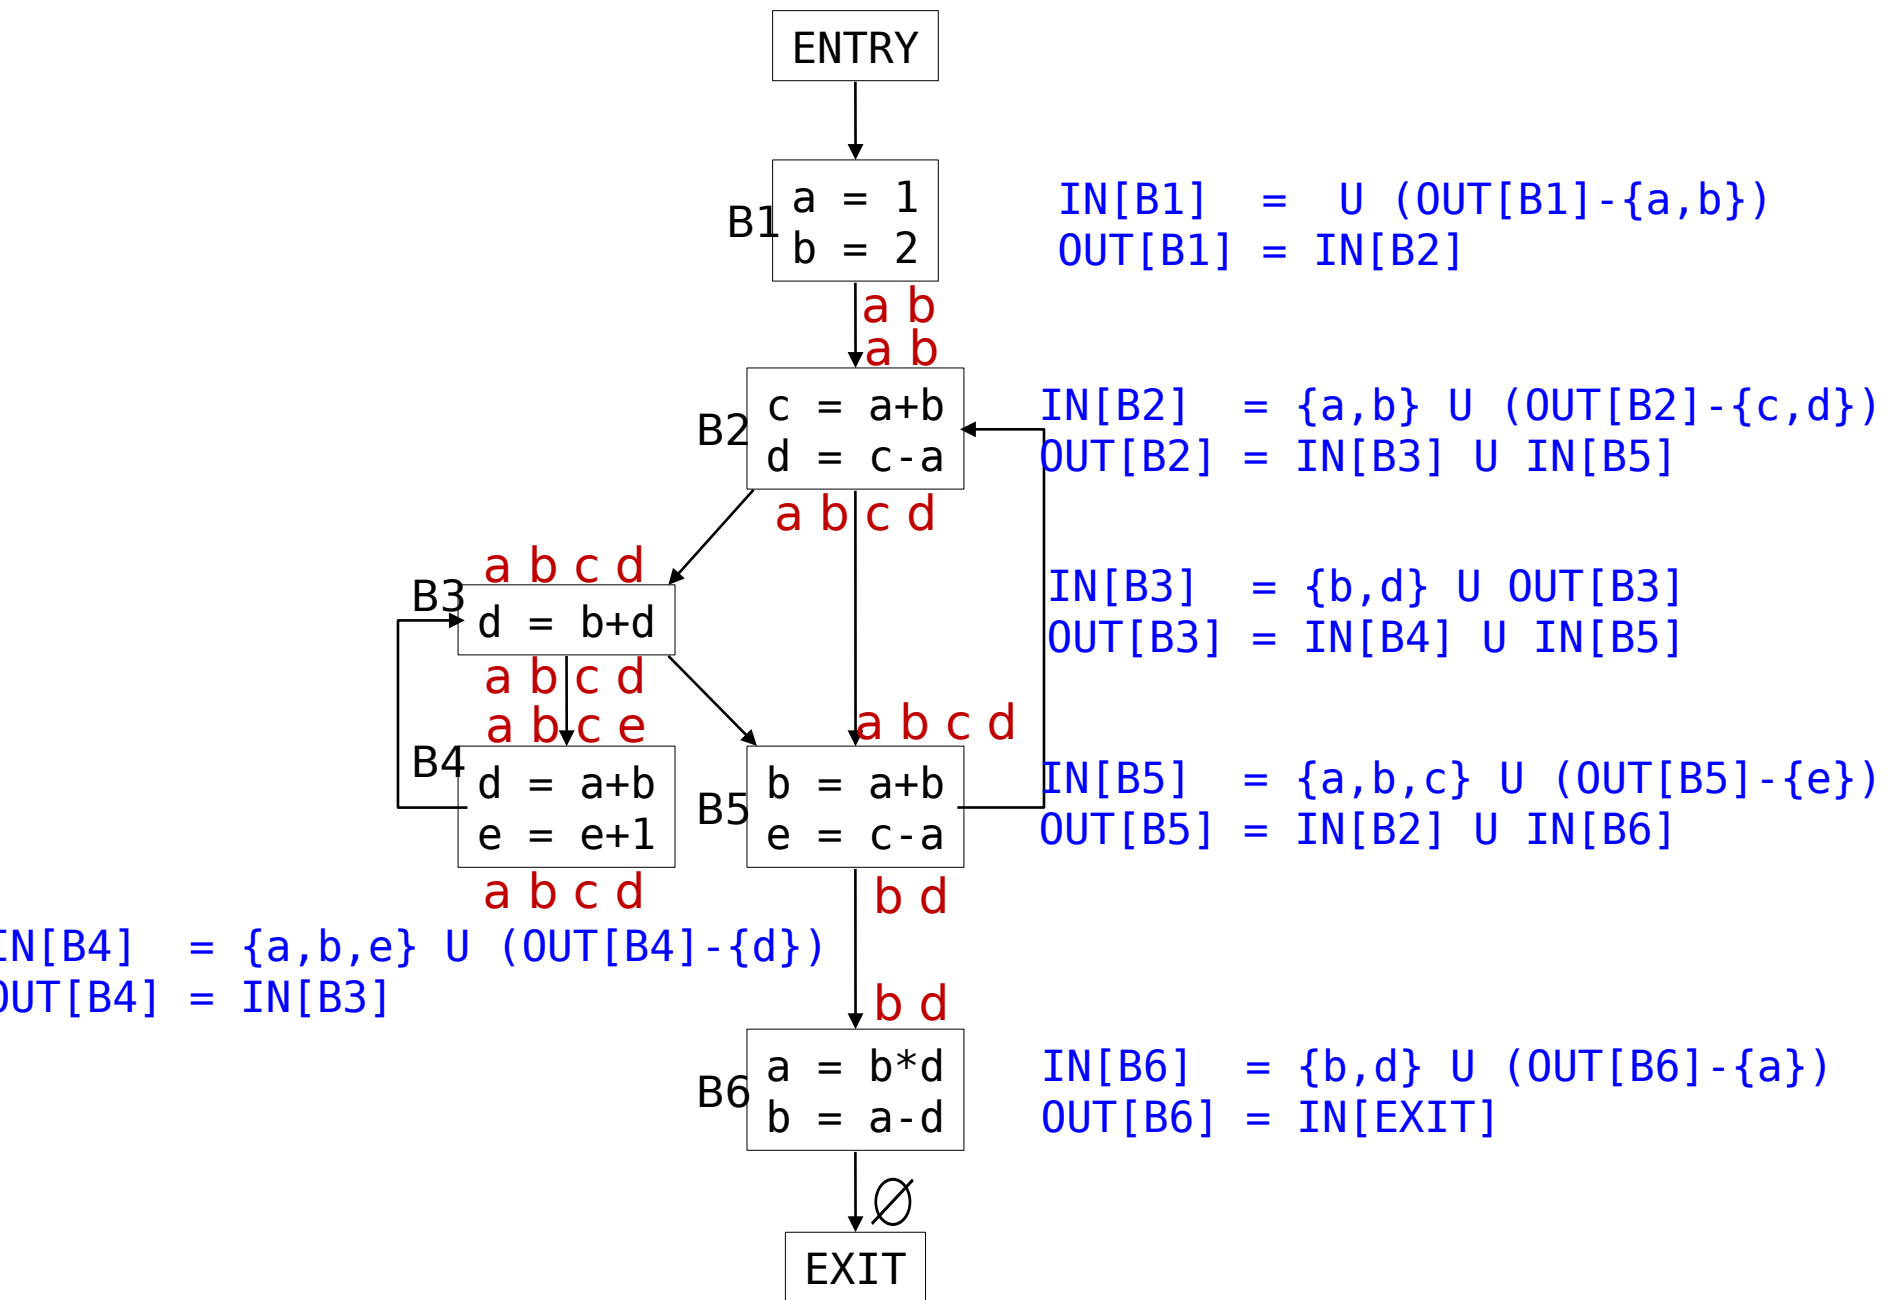 ENTRY
B1
a = 1
b = 2
IN[B1] = U (OUT[B1]-{a,b})
OUT[B1] = IN[B2]
a b
a b
B2
c = a+b
d = c-a
IN[B2] = {a,b} U (OUT[B2]-{c,d})
OUT[B2] = IN[B3] U IN[B5]
a b c d
a b c d
B3
d = b+d
IN[B3] = {b,d} U OUT[B3]
OUT[B3] = IN[B4] U IN[B5]
a b c d
a b c e
a b c d
B4
d = a+b
e = e+1
B5
b = a+b
e = c-a
IN[B5] = {a,b,c} U (OUT[B5]-{e})
OUT[B5] = IN[B2] U IN[B6]
a b c d
b d
IN[B4] = {a,b,e} U (OUT[B4]-{d})
OUT[B4] = IN[B3]
b d
B6
a = b*d
b = a-d
IN[B6] = {b,d} U (OUT[B6]-{a})
OUT[B6] = IN[EXIT]
∅
EXIT